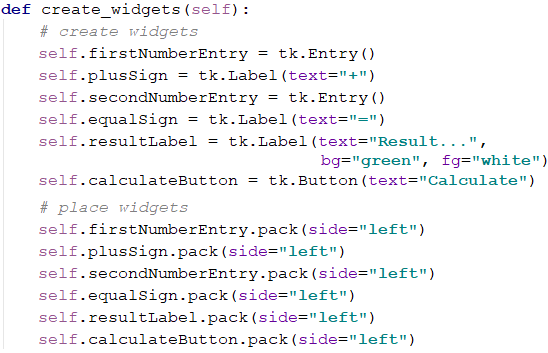 def create_widgets(self):
    # create widgets
    self.firstNumberEntry = tk.Entry()
    self.plusSign = tk.Label(text="+")
    self.secondNumberEntry = tk.Entry()
    self.equalSign = tk.Label(text="=")
    self.resultLabel = tk.Label(text="Result...",
                                bg="green", fg="white")
    self.calculateButton = tk.Button(text="Calculate")
    # place widgets
    self.firstNumberEntry.pack(side="left")
    self.plusSign.pack(side="left")
    self.secondNumberEntry.pack(side="left")
    self.equalSign.pack(side="left")
    self.resultLabel.pack(side="left")
    self.calculateButton.pack(side="left")